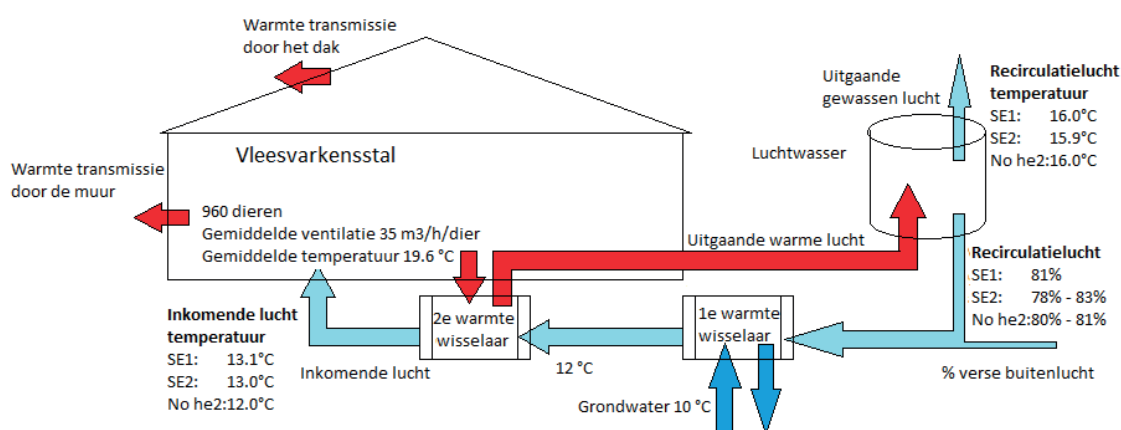 Warmte transmissie
door het dak
Uitgaande
gewassen lucht
Recirculatielucht
temperatuur
SE1: 16.0°C
SE2: 15.9°C
No he2:16.0°C
Luchtwasser
Vleesvarkensstal
Warmte transmissie
door de muur
960 dieren
Gemiddelde ventilatie 35 m3/h/dier
Gemiddelde temperatuur 19.6 °C
Uitgaande warme lucht
Recirculatielucht
SE1: 81%
SE2: 78% - 83%
No he2:80% - 81%
Inkomende lucht
temperatuur
SE1: 13.1°C
SE2: 13.0°C
No he2:12.0°C
Inkomende lucht
2e warmte
wisselaar
12 °C
1e warmte
wisselaar
% verse buitenlucht
Grondwater 10 °C